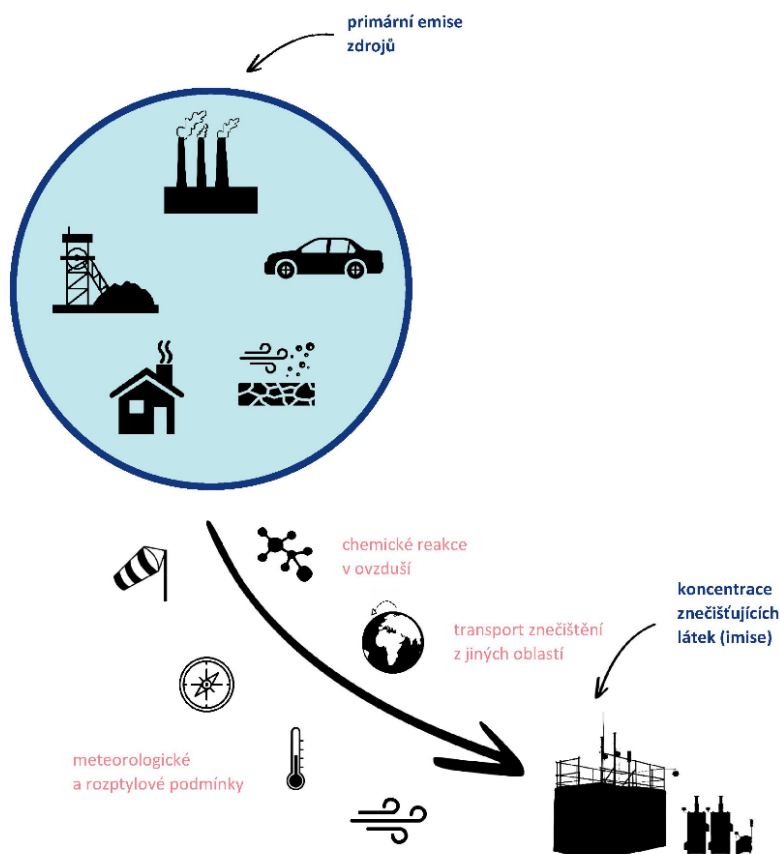 primární emise
zdrojů
chemické reakce
v ovzduší
transport znečištění
z jiných oblastí
koncentrace
znečišťujících
látek (imise)
meteorologické
a rozptylové podmínky